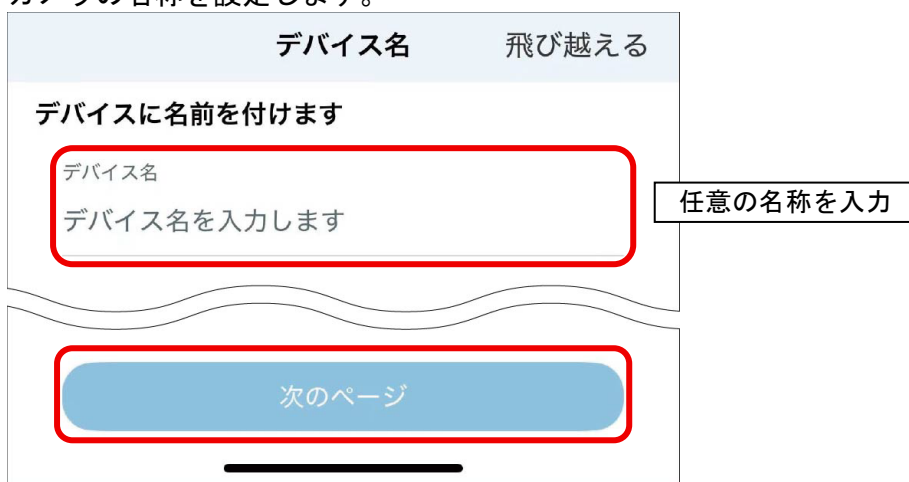 カメラの名称を設定します。
デバイス名 飛び越える
デバイスに名前を付けます
デバイス名
デバイス名を入力します
任意の名称を入力
次のページ